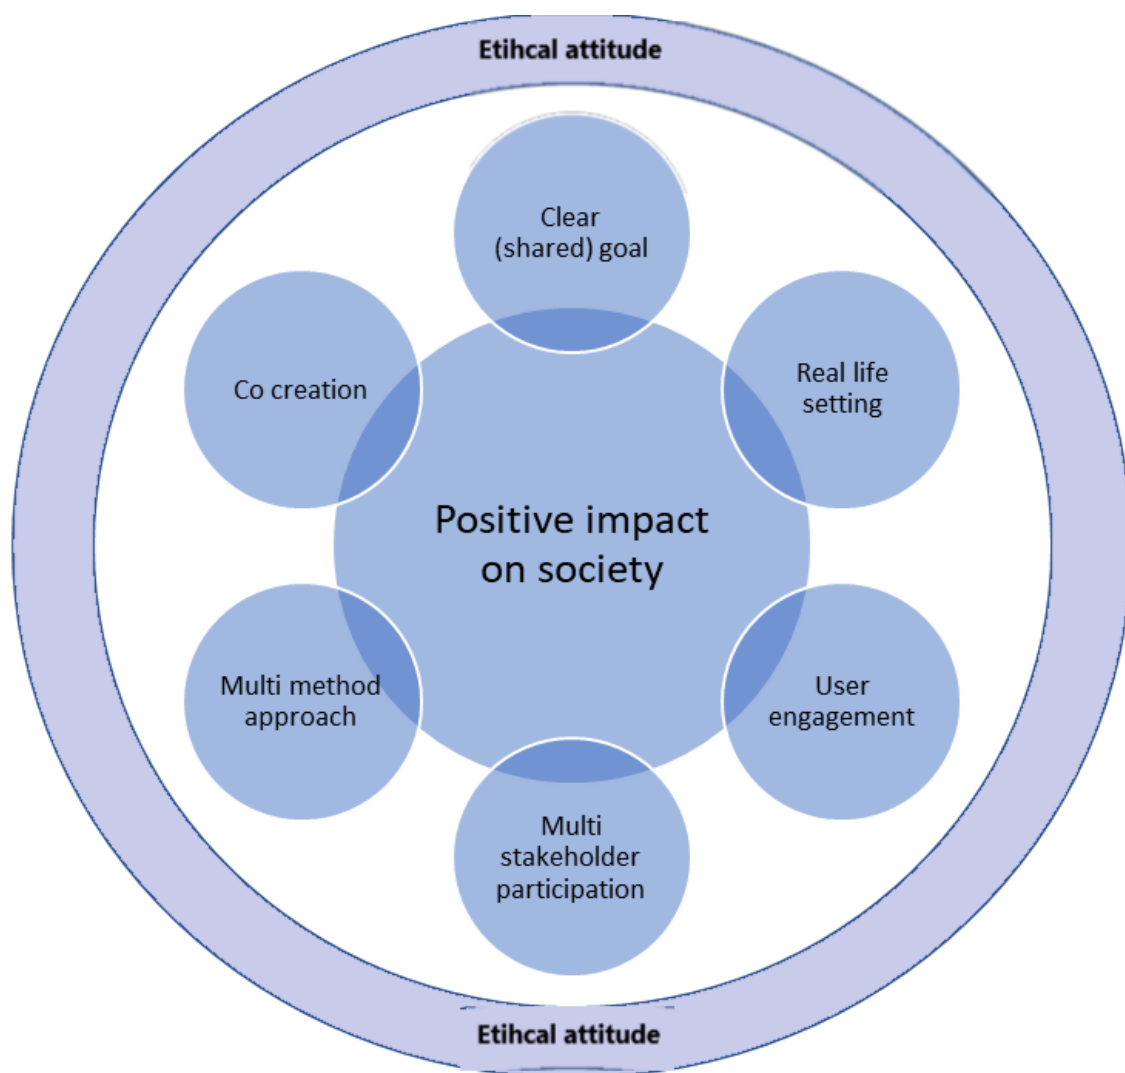 Etihcal attitude
Clear
(shared) goal
Co creation
Real life
setting
Positive impact
on society
Multi method
approach
User
engagement
Multi
stakeholder
participation
Etihcal attitude